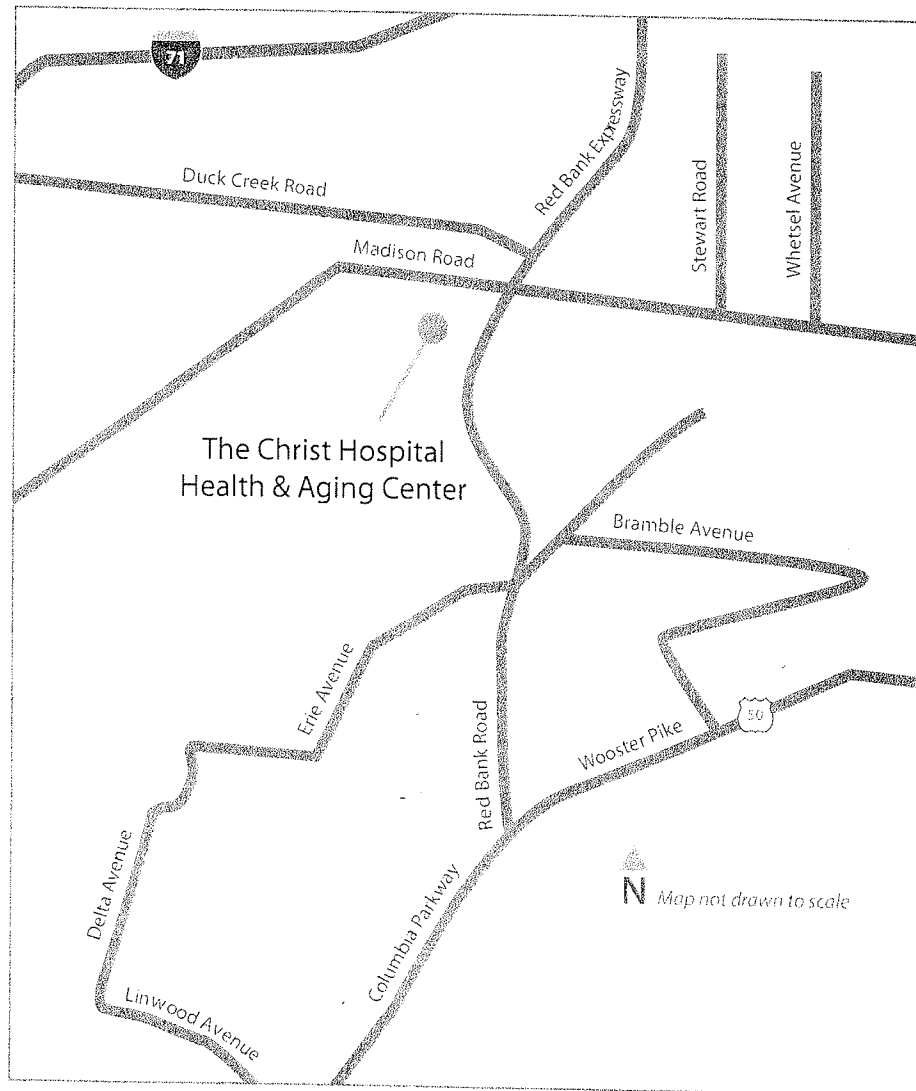 71
Red Bank Expressway
Stewart Road
Whetsel Avenue
Duck Creek Road
Madison Road
The Christ Hospital
Health & Aging Center
Bramble Avenue
Erie Avenue
Red Bank Road
Wooster Pike
50
Delta Avenue
Columbia Parkway
N Map not drawn to scale
Linwood Avenue